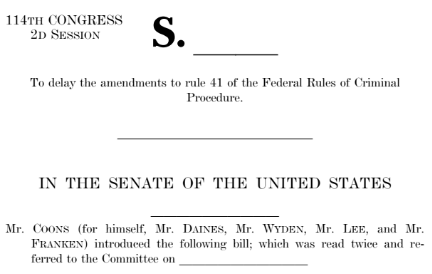 114TH CONGRESS
2D SESSION
S.
To delay the amendments to rule 41 of the Federal Rules of Criminal
Procedure.
IN THE SENATE OF THE UNITED STATES
Mr. COONS (for himself, Mr. DAINES, Mr. WYDEN, Mr. LEE, and Mr.
FRANKEN) introduced the following bill; which was read twice and re-
ferred to the Committee on